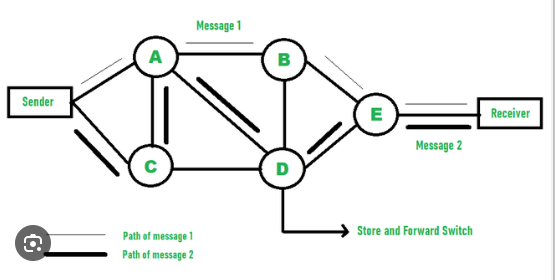 Message 1
A
B
Sender
E
Receiver
Message 2
C
D
Store and Forward Switch
Path of message 1
Path of message 2